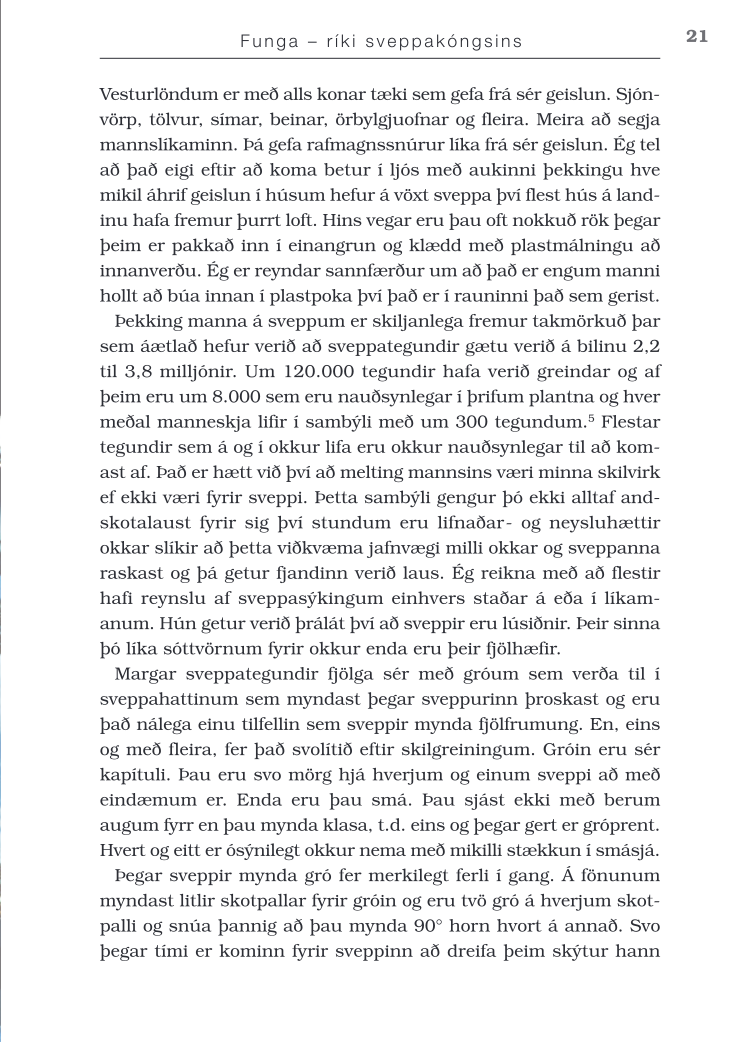 Funga – ríki sveppakóngsins
21
Vesturlöndum er með alls konar tæki sem gefa frá sér geislun. Sjón-
vörp, tölvur, símar, beinar, örbylgjuofnar og fleira. Meira að segja
mannslíkaminn. Þá gefa rafmagnssnúrur líka frá sér geislun. Ég tel
að það eigi eftir að koma betur í ljós með aukinni þekkingu hve
mikil áhrif geislun í húsum hefur á vöxt sveppa því flest hús á land-
inu hafa fremur þurrt loft. Hins vegar eru þau oft nokkuð rök þegar
þeim er pakkað inn í einangrun og klædd með plastmálningu að
innanverðu. Ég er reyndar sannfærður um að það er engum manni
hollt að búa innan í plastpoka því það er í rauninni það sem gerist.
Þekking manna á sveppum er skiljanlega fremur takmörkuð þar
sem áætlað hefur verið að sveppategundir gætu verið á bilinu 2,2
til 3,8 milljónir. Um 120.000 tegundir hafa verið greindar og af
þeim eru um 8.000 sem eru nauðsynlegar í þrifum plantna og hver
meðal manneskja lifir í sambýli með um 300 tegundum.⁵ Flestar
tegundir sem á og í okkur lifa eru okkur nauðsynlegar til að kom-
ast af. Það er hætt við því að melting mannsins væri minna skilvirk
ef ekki væri fyrir sveppi. Þetta sambýli gengur þó ekki alltaf and-
skotalaust fyrir sig því stundum eru lifnaðar- og neysluhættir
okkar slíkir að þetta viðkvæma jafnvægi milli okkar og sveppanna
raskast og þá getur fjandinn verið laus. Ég reikna með að flestir
hafi reynslu af sveppasýkingum einhvers staðar á eða í líkam-
anum. Hún getur verið þrálát því að sveppir eru lúsiðnir. Þeir sinna
þó líka sóttvörnum fyrir okkur enda eru þeir fjölhæfir.
Margar sveppategundir fjölga sér með gróum sem verða til í
sveppahattinum sem myndast þegar sveppurinn þroskast og eru
það nálega einu tilfellin sem sveppir mynda fjölfrumung. En, eins
og með fleira, fer það svolítið eftir skilgreiningum. Gróin eru sér
kapítuli. Þau eru svo mörg hjá hverjum og einum sveppi að með
eindæmum er. Enda eru þau smá. Þau sjást ekki með berum
augum fyrr en þau mynda klasa, t.d. eins og þegar gert er gróprent.
Hvert og eitt er ósýnilegt okkur nema með mikilli stækkun í smásjá.
Þegar sveppir mynda gró fer merkilegt ferli í gang. Á fönunum
myndast litlir skotpallar fyrir gróin og eru tvö gró á hverjum skot-
palli og snúa þannig að þau mynda 90° horn hvort á annað. Svo
þegar tími er kominn fyrir sveppinn að dreifa þeim skýtur hann